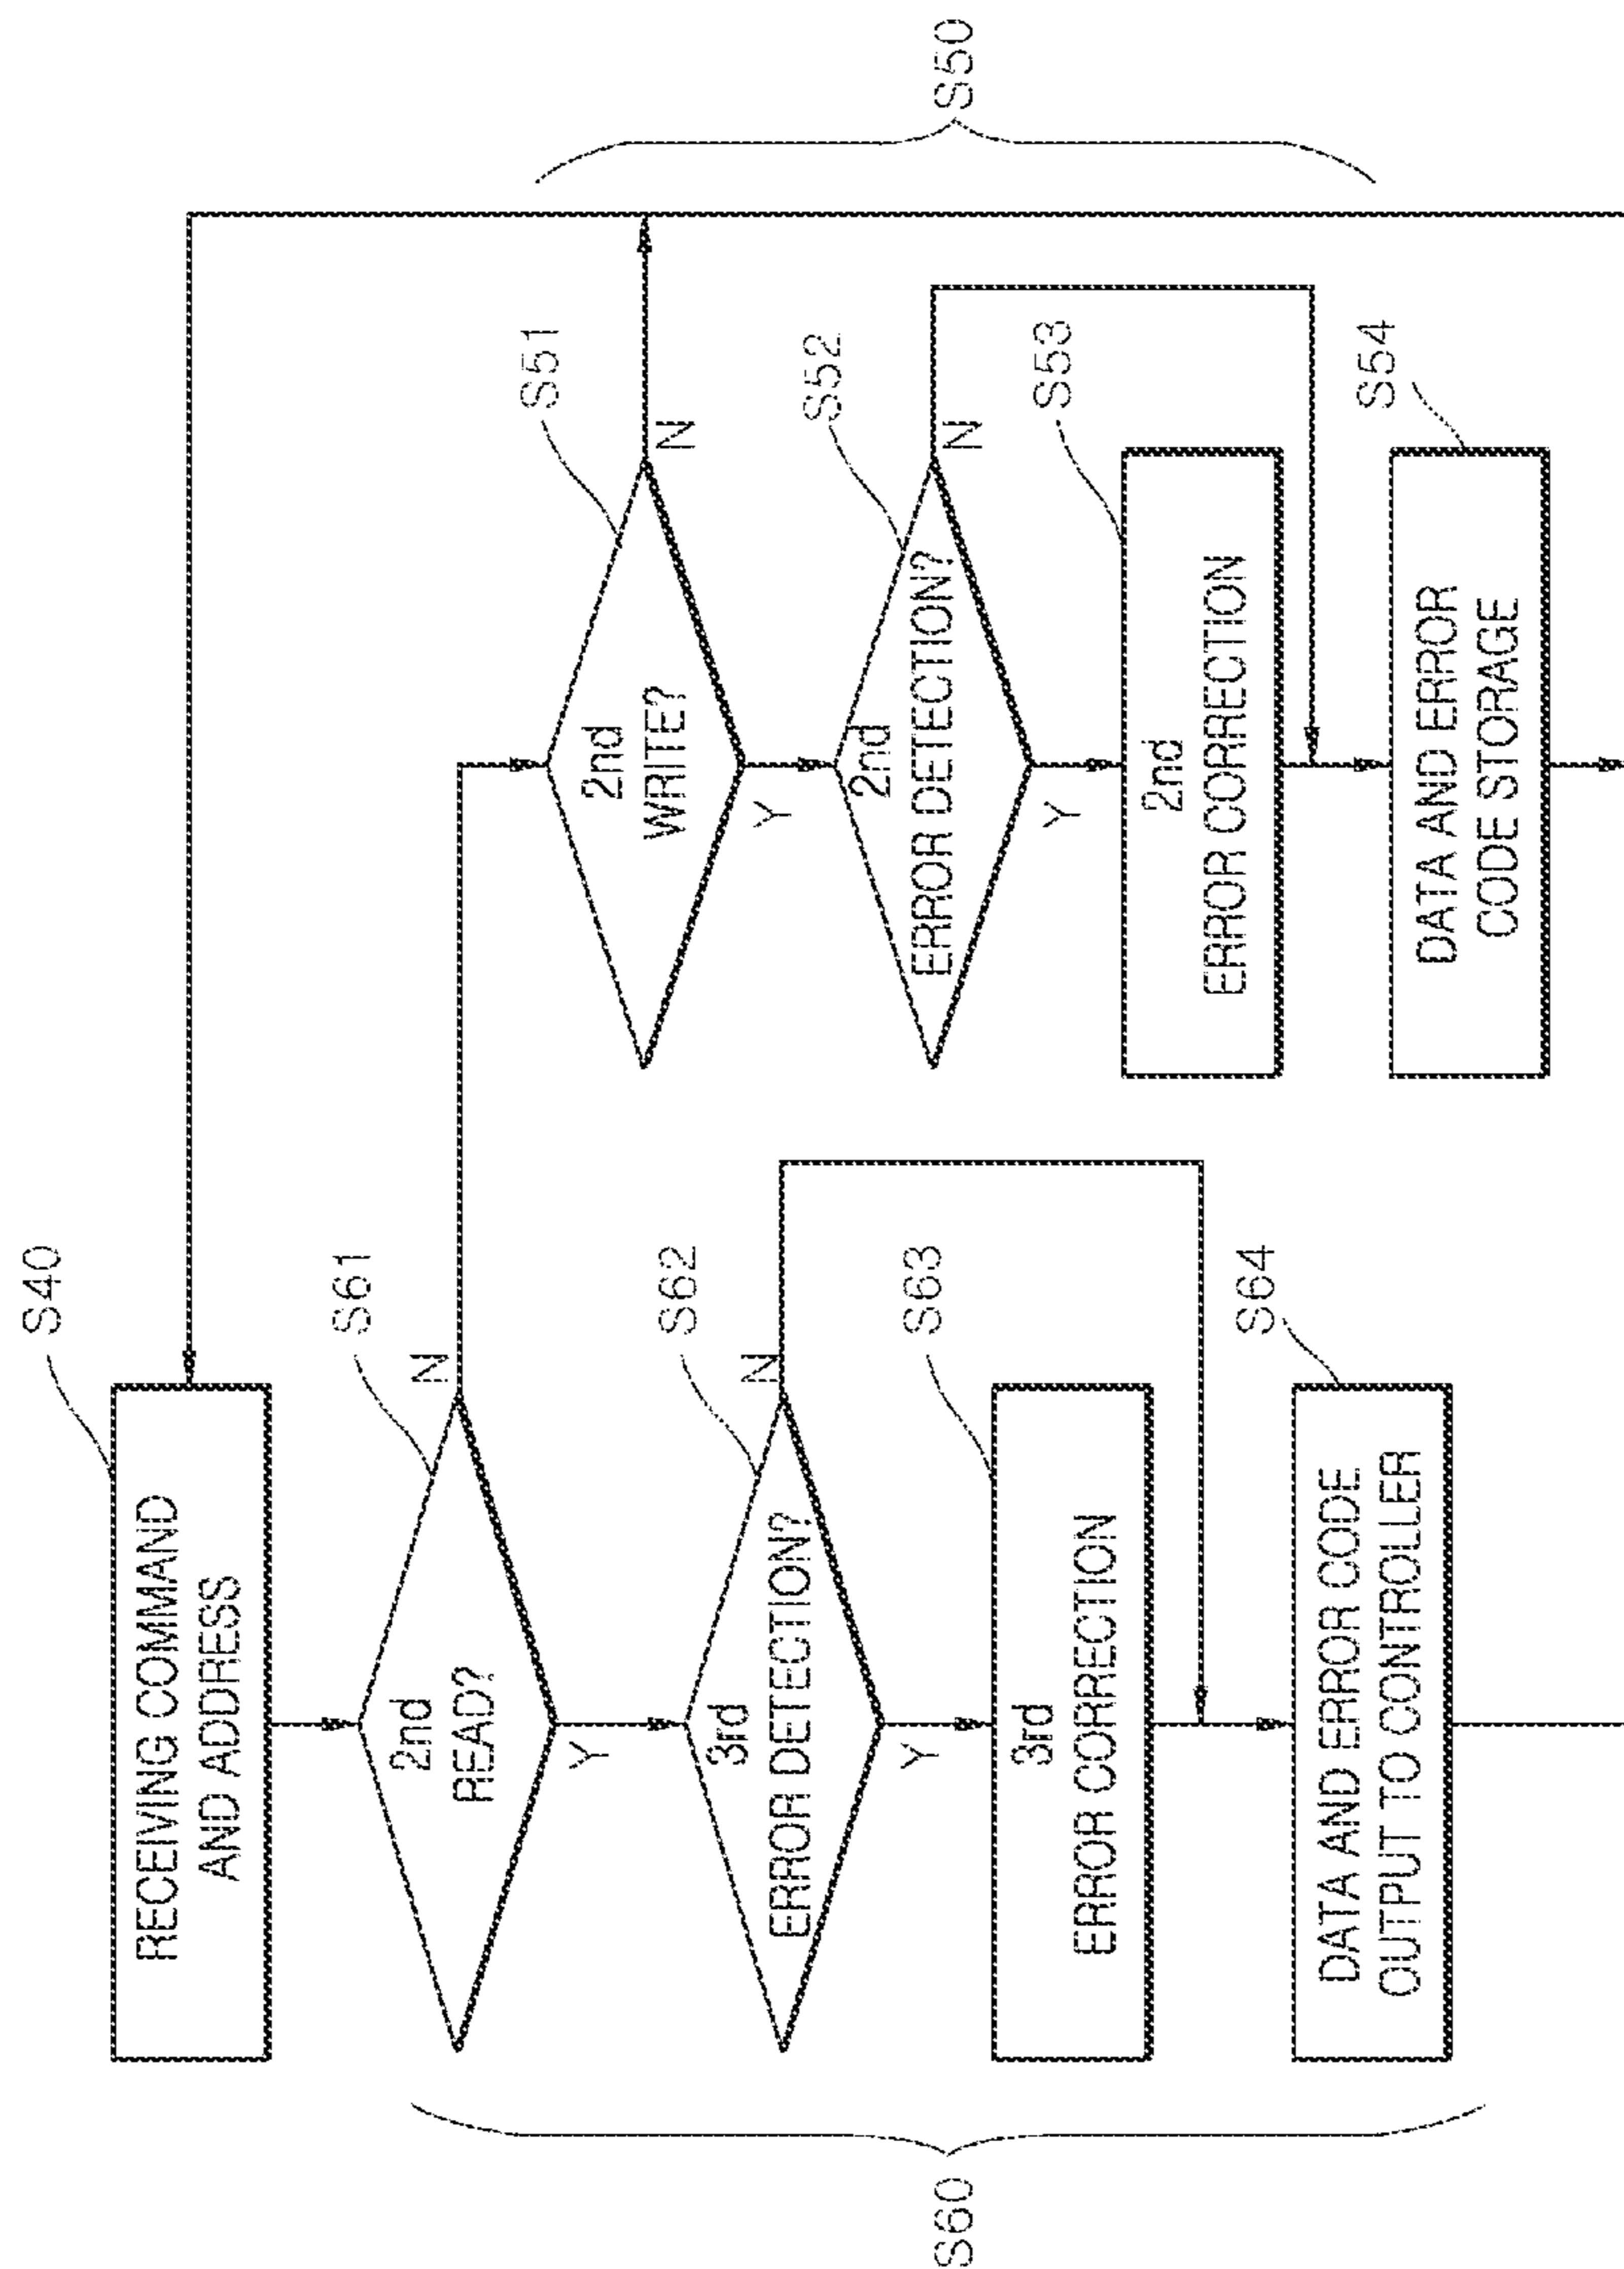 S40
RECEIVING COMMAND
AND ADDRESS
S61
2nd
READ?
N
Y
S62
3rd
ERROR DETECTION?
N
Y
S63
3rd
ERROR CORRECTION
S64
DATA AND ERROR CODE
OUTPUT TO CONTROLLER
S60
S51
2nd
WRITE?
N
Y
S52
2nd
ERROR DETECTION?
N
Y
S53
2nd
ERROR CORRECTION
S54
DATA AND ERROR
CODE STORAGE
S50